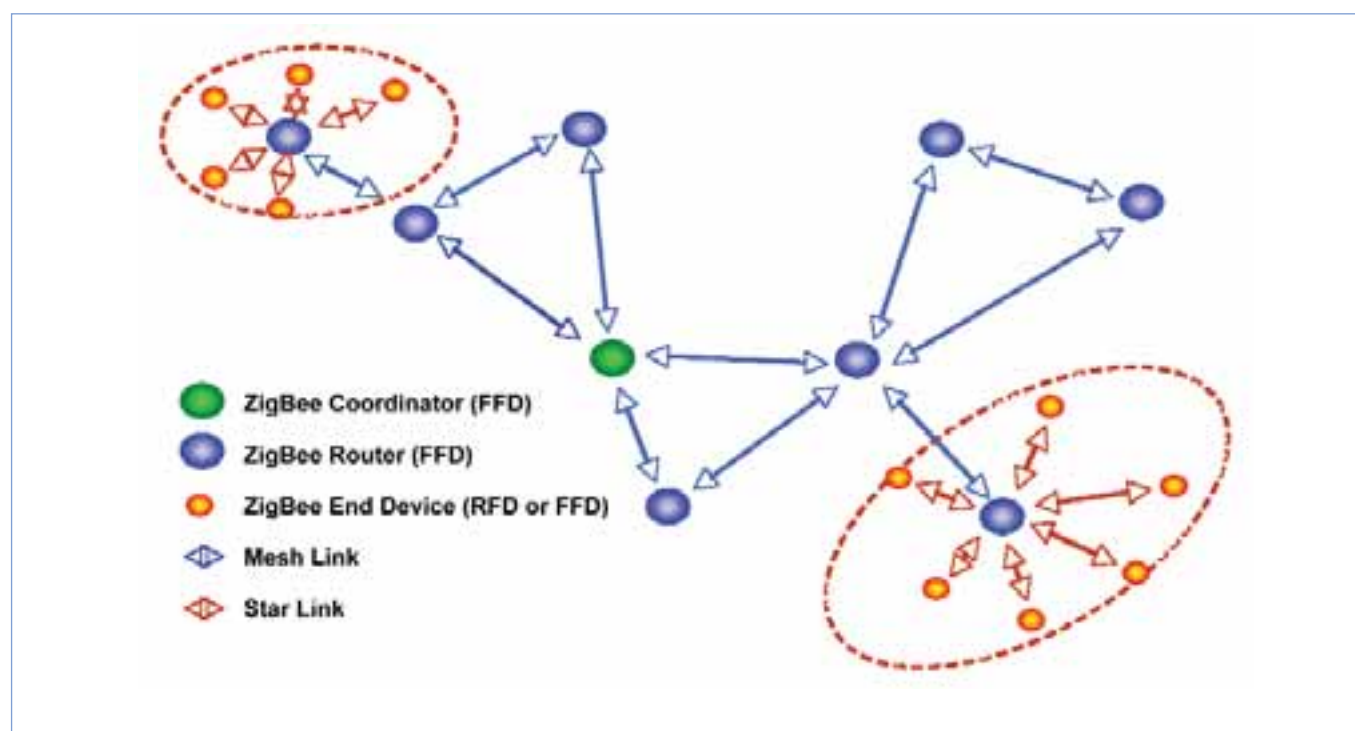 ZigBee Coordinator (FFD)
ZigBee Router (FFD)
ZigBee End Device (RFD or FFD)
Mesh Link
Star Link